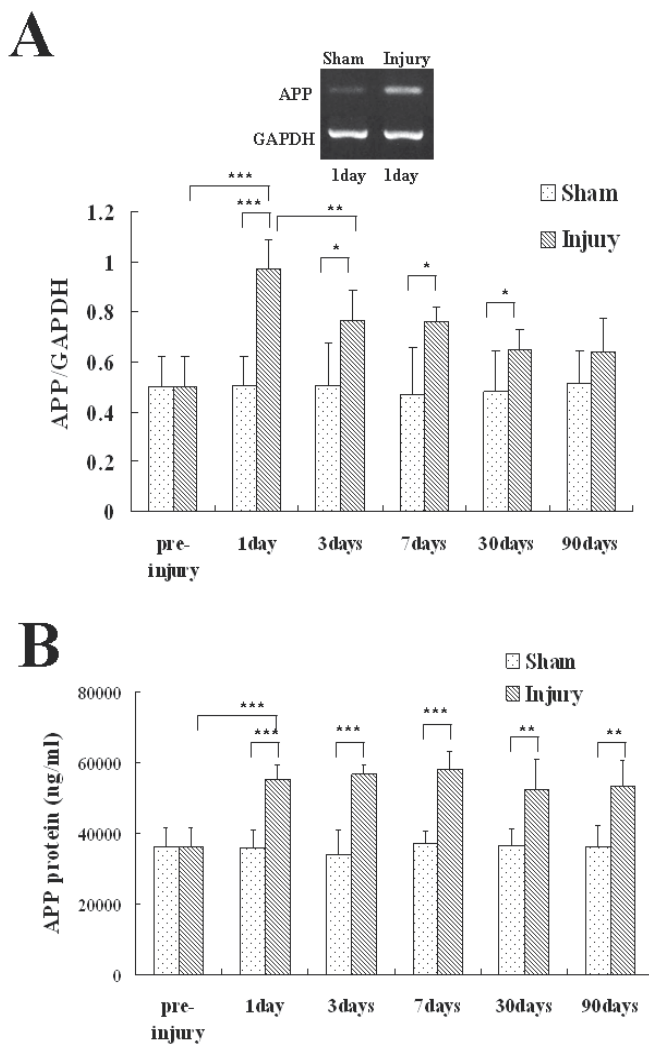 A
Sham Injury
APP
GAPDH
1day 1day
*** 
*** **
* * *
Sham
Injury
1.2
1
0.8
0.6
0.4
0.2
0
APP/GAPDH
pre-injury 1day 3days 7days 30days 90days
B
Sham
Injury
***
*** *** *** ** **
80000
60000
40000
20000
0
APP protein (ng/ml)
pre-injury 1day 3days 7days 30days 90days